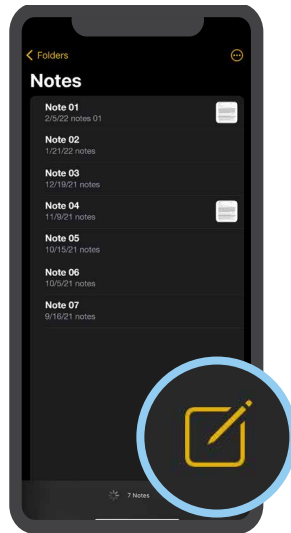 Folders
Notes
Note 01
2/5/22 notes 01
Note 02
1/21/22 notes
Note 03
12/19/21 notes
Note 04
11/9/21 notes
Note 05
10/15/21 notes
Note 06
10/5/21 notes
Note 07
9/16/21 notes
7 Notes